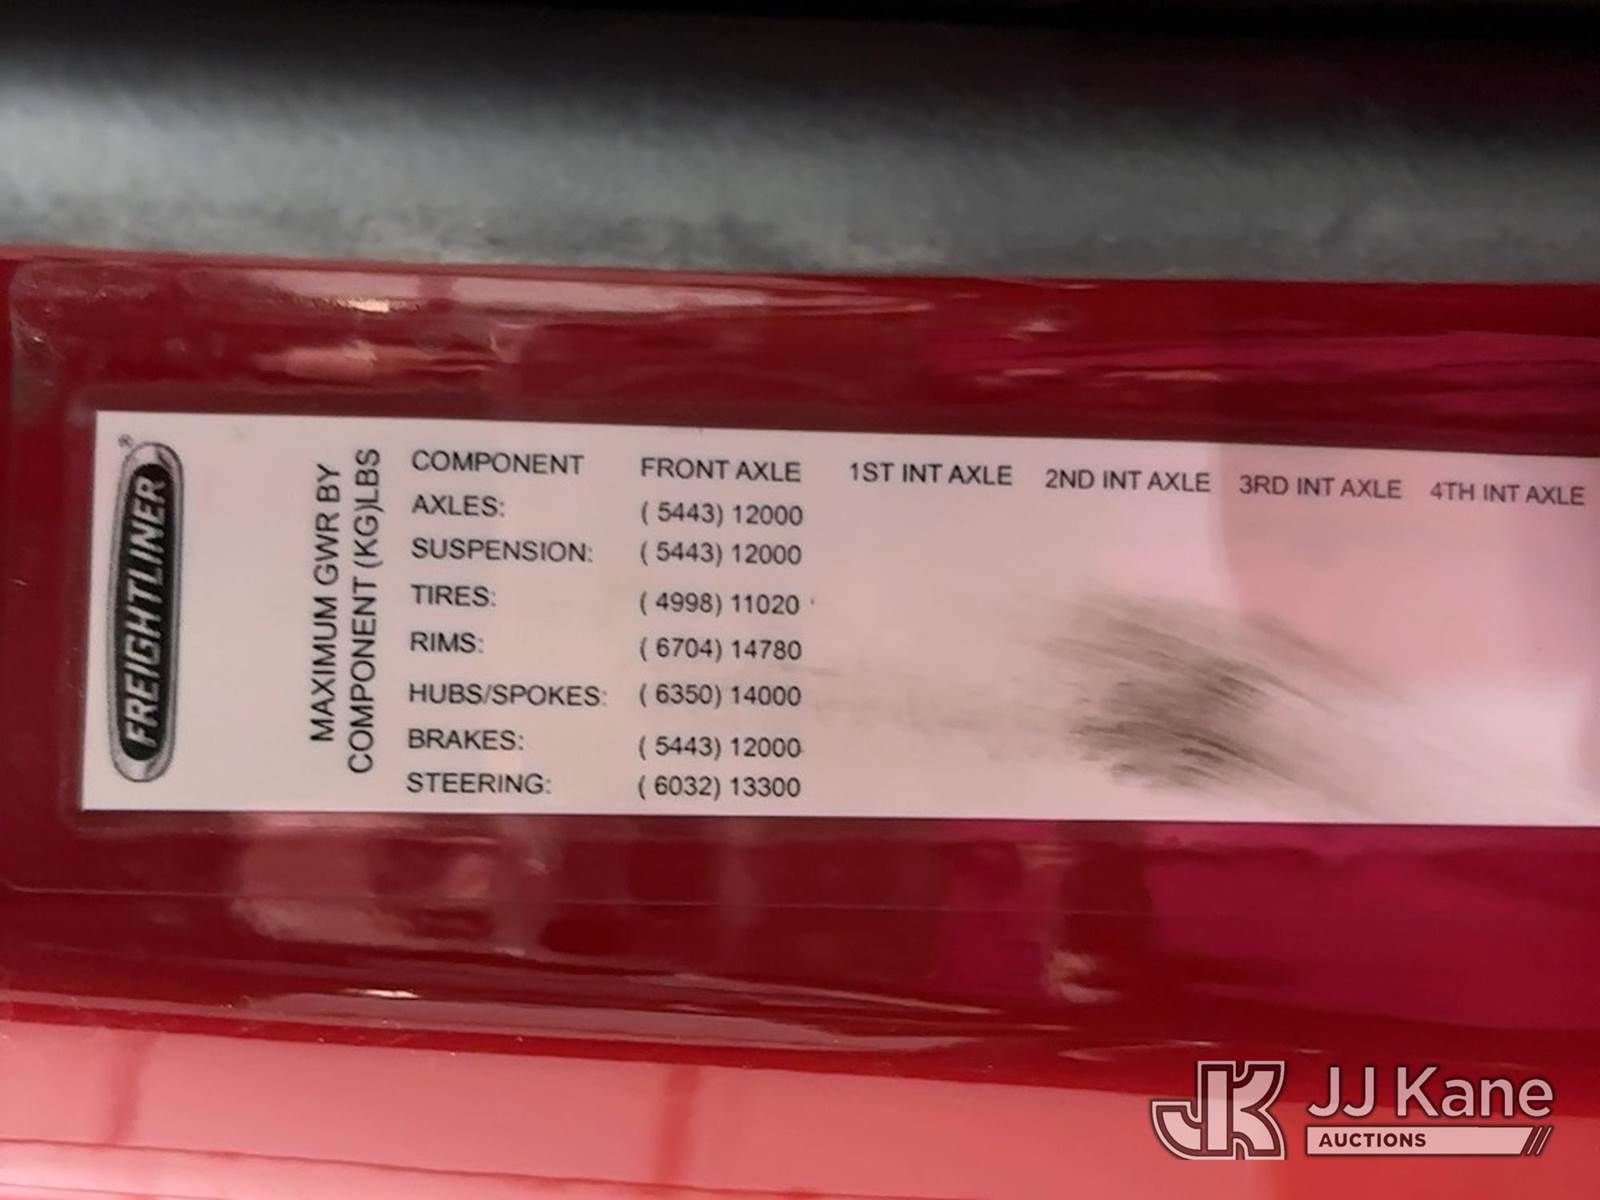 FREIGHTLINER®
MAXIMUM GWR BY
COMPONENT (KG)LBS
COMPONENT FRONT AXLE 1ST INT AXLE 2ND INT AXLE 3RD INT AXLE 4TH INT AXLE
AXLES: ( 5443) 12000
SUSPENSION: ( 5443) 12000
TIRES: ( 4998) 11020
RIMS: ( 6704) 14780
HUBS/SPOKES: ( 6350) 14000
BRAKES: ( 5443) 12000
STEERING: ( 6032) 13300
JK JJ Kane
AUCTIONS